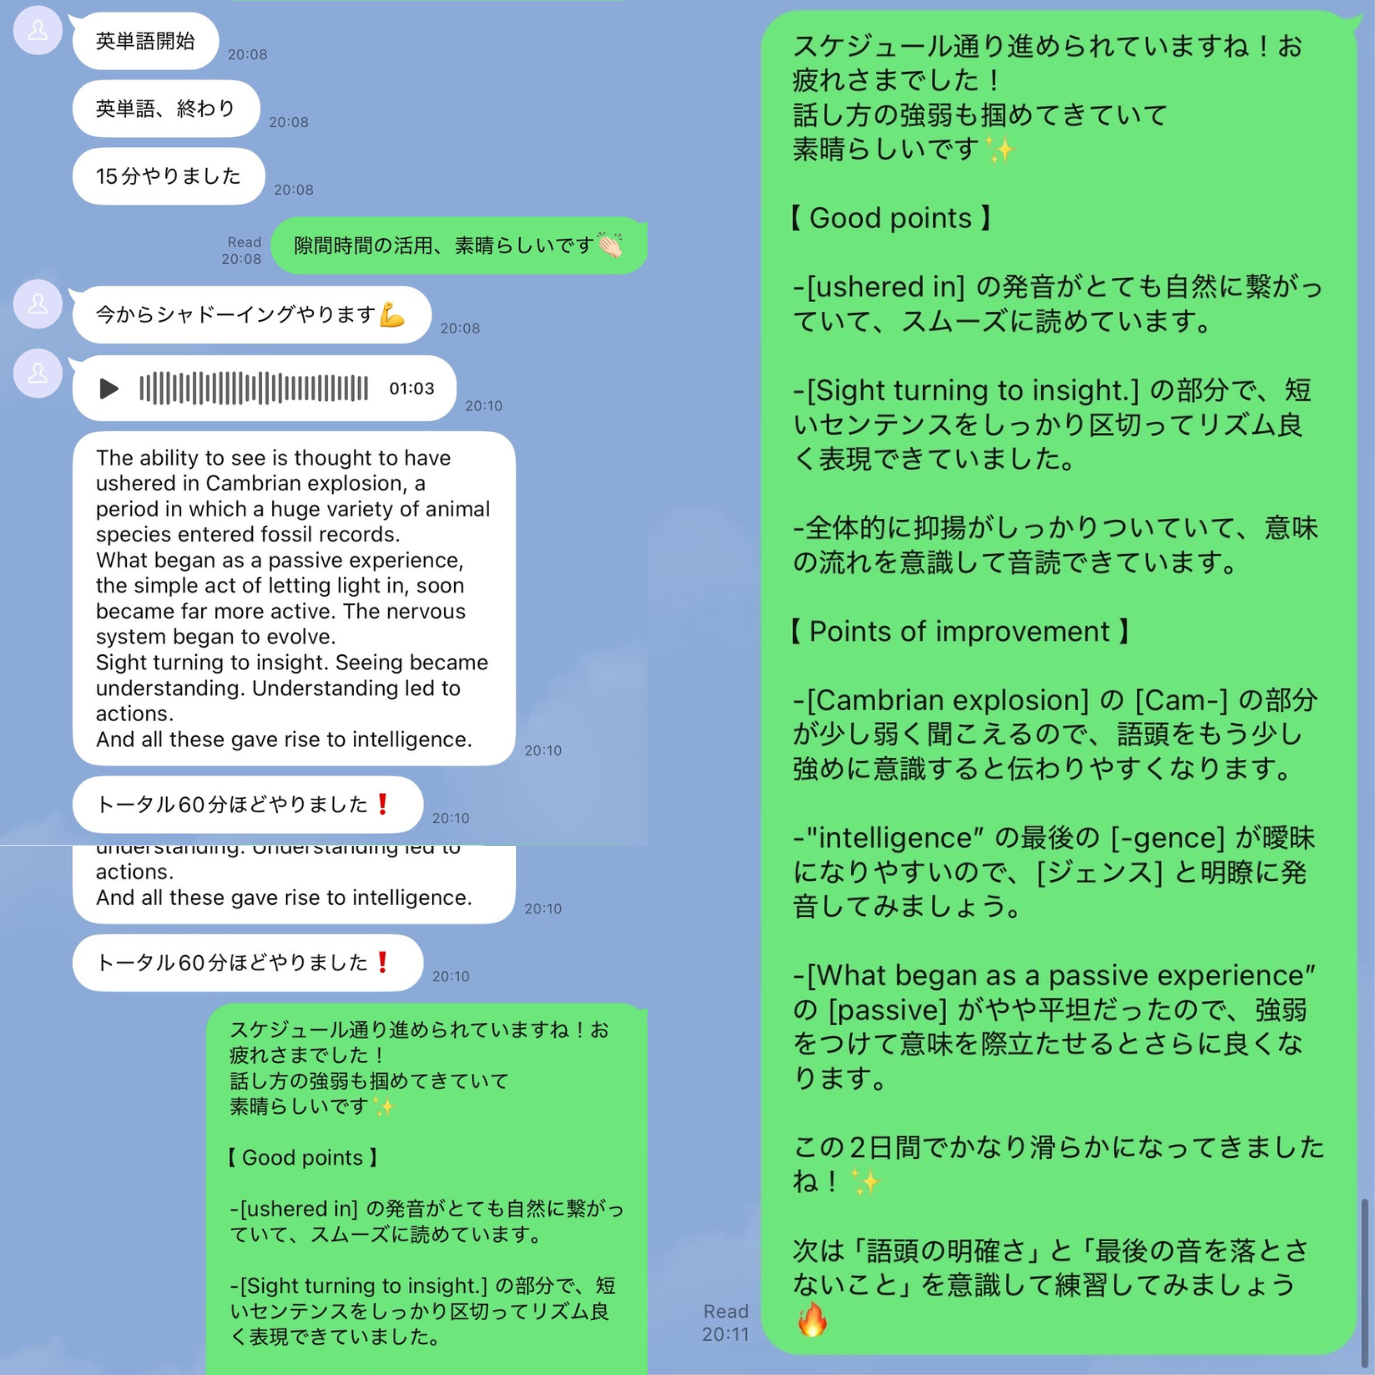 英単語開始
20:08
英単語、終わり
20:08
15分やりました
20:08
Read
20:08
隙間時間の活用、素晴らしいです👏🏻
今からシャドーイングやります💪
20:08
01:03
20:10
The ability to see is thought to have
ushered in Cambrian explosion, a
period in which a huge variety of animal
species entered fossil records.
What began as a passive experience,
the simple act of letting light in, soon
became far more active. The nervous
system began to evolve.
Sight turning to insight. Seeing became
understanding. Understanding led to
actions.
And all these gave rise to intelligence.
20:10
トータル60分ほどやりました❗
20:10
understanding. Understanding led to
actions.
And all these gave rise to intelligence.
20:10
トータル60分ほどやりました❗
20:10
スケジュール通り進められていますね！お
疲れさまでした！
話し方の強弱も掴めてきていて
素晴らしいです✨
【 Good points 】
-[ushered in] の発音がとても自然に繋がっ
ていて、スムーズに読めています。
-[Sight turning to insight.] の部分で、短
いセンテンスをしっかり区切ってリズム良
く表現できていました。
スケジュール通り進められていますね！お
疲れさまでした！
話し方の強弱も掴めてきていて
素晴らしいです✨
【 Good points 】
-[ushered in] の発音がとても自然に繋がっ
ていて、スムーズに読めています。
-[Sight turning to insight.] の部分で、短
いセンテンスをしっかり区切ってリズム良
く表現できていました。
-全体的に抑揚がしっかりついていて、意味
の流れを意識して音読できています。
【 Points of improvement 】
-[Cambrian explosion] の [Cam-] の部分
が少し弱く聞こえるので、語頭をもう少し
強めに意識すると伝わりやすくなります。
-"intelligence” の最後の [-gence] が曖昧
になりやすいので、[ジェンス] と明瞭に発
音してみましょう。
-[What began as a passive experience”
の [passive] がやや平坦だったので、強弱
をつけて意味を際立たせるとさらに良くな
ります。
この2日間でかなり滑らかになってきました
ね！✨
次は「語頭の明確さ」と「最後の音を落とさ
ないこと」を意識して練習してみましょう
🔥
Read
20:11